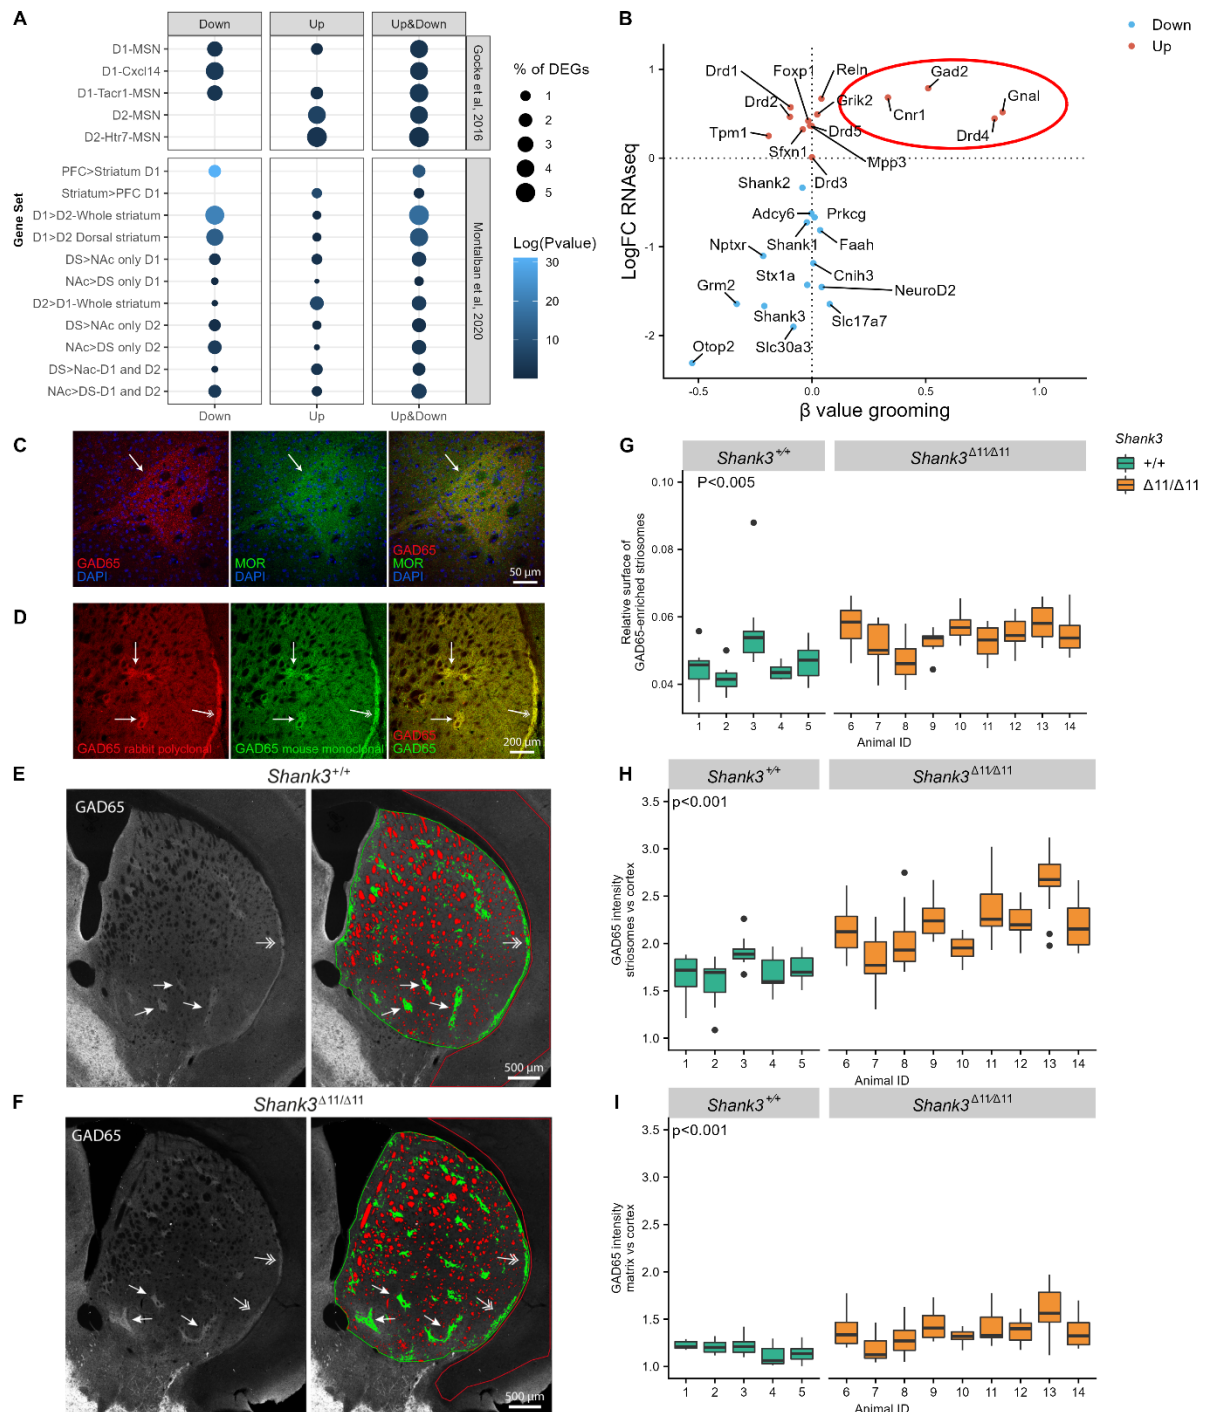 A
Down
Up
Up&Down
D1-MSN
D1-Cxcl14
D1-Tacr1-MSN
D2-MSN
D2-Htr7-MSN
Gocke et al, 2016
PFC>Striatum D1
Striatum>PFC D1
D1>D2-Whole striatum
D1>D2 Dorsal striatum
DS>NAc only D1
NAc>DS only D1
D2>D1-Whole striatum
DS>NAc only D2
NAc>DS only D2
DS>Nac-D1 and D2
NAc>DS-D1 and D2
Montalban et al, 2020
Gene Set
Down
Up
Up&Down
% of DEGs
1
2
3
4
5
Log(Pvalue)
30
20
10
B
Down
Up
LogFC RNAseq
1
0
-1
-2
Drd1
Foxp1
Reln
Gad2
Drd2
Grik2
Cnr1
Gnal
Tpm1
Drd5
Drd4
Sfxn1
Mpp3
Shank2
Drd3
Adcy6
Prkcg
Nptxr
Shank1
Faah
Stx1a
Cnih3
Grm2
NeuroD2
Shank3
Slc17a7
Otop2
Slc30a3
-0.5
0.0
0.5
1.0
β value grooming
C
GAD65
DAPI
MOR
DAPI
GAD65
MOR
DAPI
50 µm
D
GAD65 rabbit polyclonal
GAD65 mouse monoclonal
GAD65
GAD65
200 µm
E
Shank3+/+
GAD65
500 µm
F
Shank3Δ11/Δ11
GAD65
500 µm
G
Shank3+/+
Shank3Δ11/Δ11
P<0.005
Relative surface of
GAD65-enriched striosomes
0.10
0.08
0.06
0.04
1 2 3 4 5 6 7 8 9 10 11 12 13 14
Animal ID
Shank3
+/+
Δ11/Δ11
H
Shank3+/+
Shank3Δ11/Δ11
p<0.001
GAD65 intensity
striosomes vs cortex
3.5
3.0
2.5
2.0
1.5
1.0
1 2 3 4 5 6 7 8 9 10 11 12 13 14
Animal ID
I
Shank3+/+
Shank3Δ11/Δ11
p<0.001
GAD65 intensity
matrix vs cortex
3.5
3.0
2.5
2.0
1.5
1.0
1 2 3 4 5 6 7 8 9 10 11 12 13 14
Animal ID